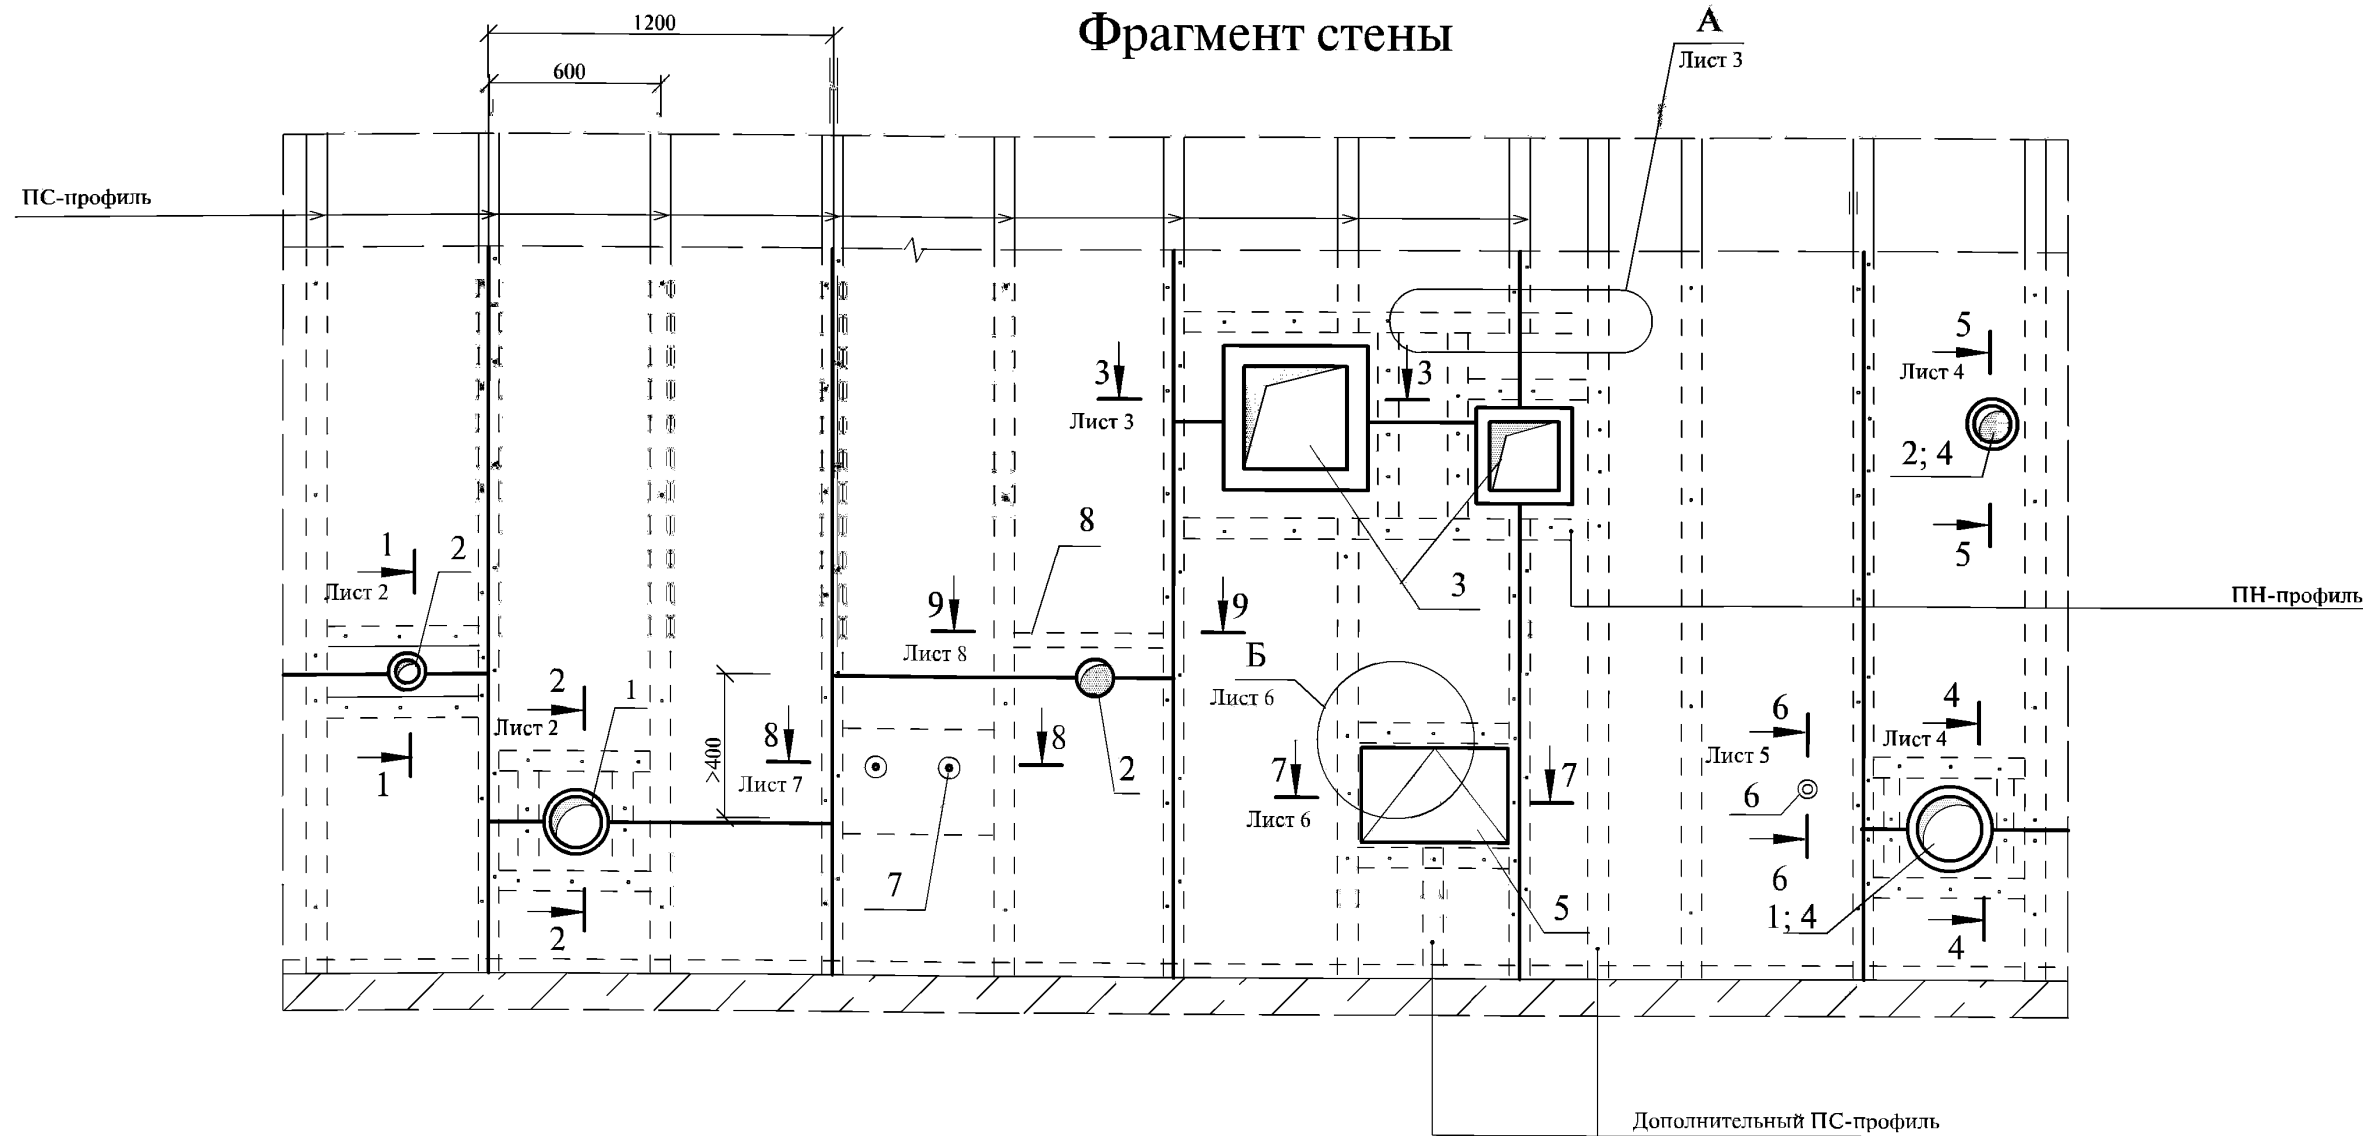 Фрагмент стены
1200
600
А
Лист 3
ПС-профиль
5
Лист 4
2; 4
5
3
Лист 3
3
3
8
1
2
Лист 2
1
9
Лист 8
9
ПН-профиль
Б
Лист 6
2
Лист 2
1
2
>400
8
Лист 7
8
2
7
7
Лист 6
7
5
6
Лист 5
6
6
4
Лист 4
1; 4
4
Дополнительный ПС-профиль